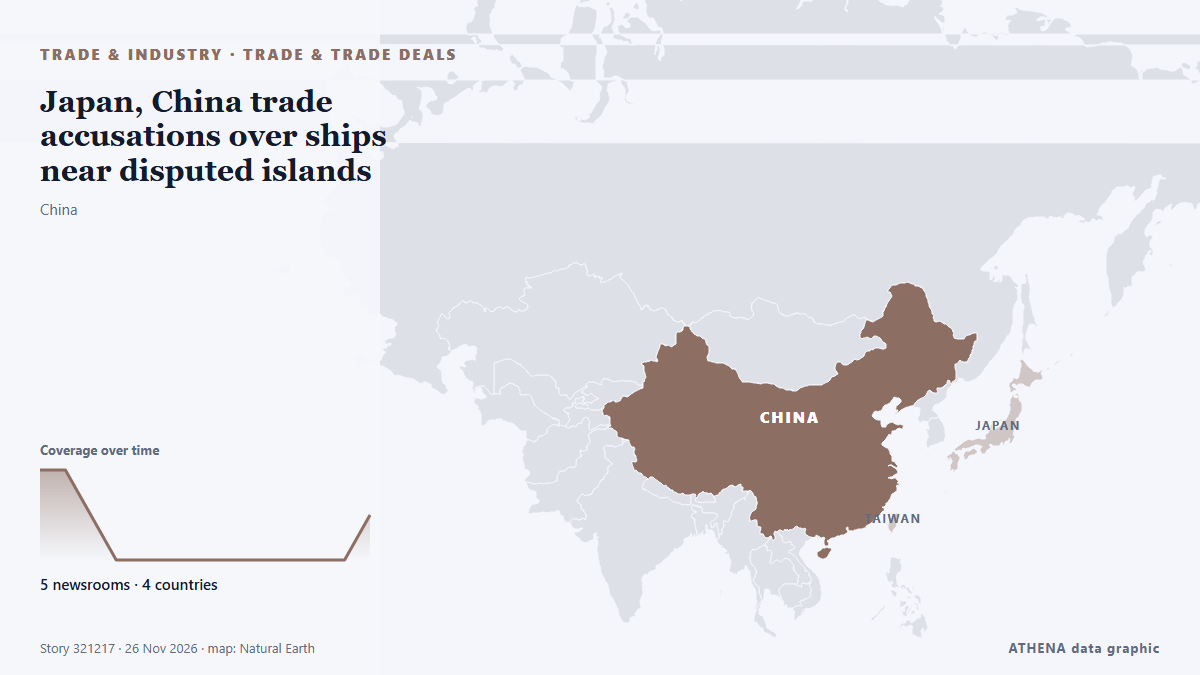 TRADE & INDUSTRY · TRADE & TRADE DEALS
Japan, China trade
accusations over ships
near disputed islands
China
CHINA
JAPAN
TAIWAN
Coverage over time
5 newsrooms · 4 countries
Story 321217 · 26 Nov 2026 · map: Natural Earth
ATHENA data graphic